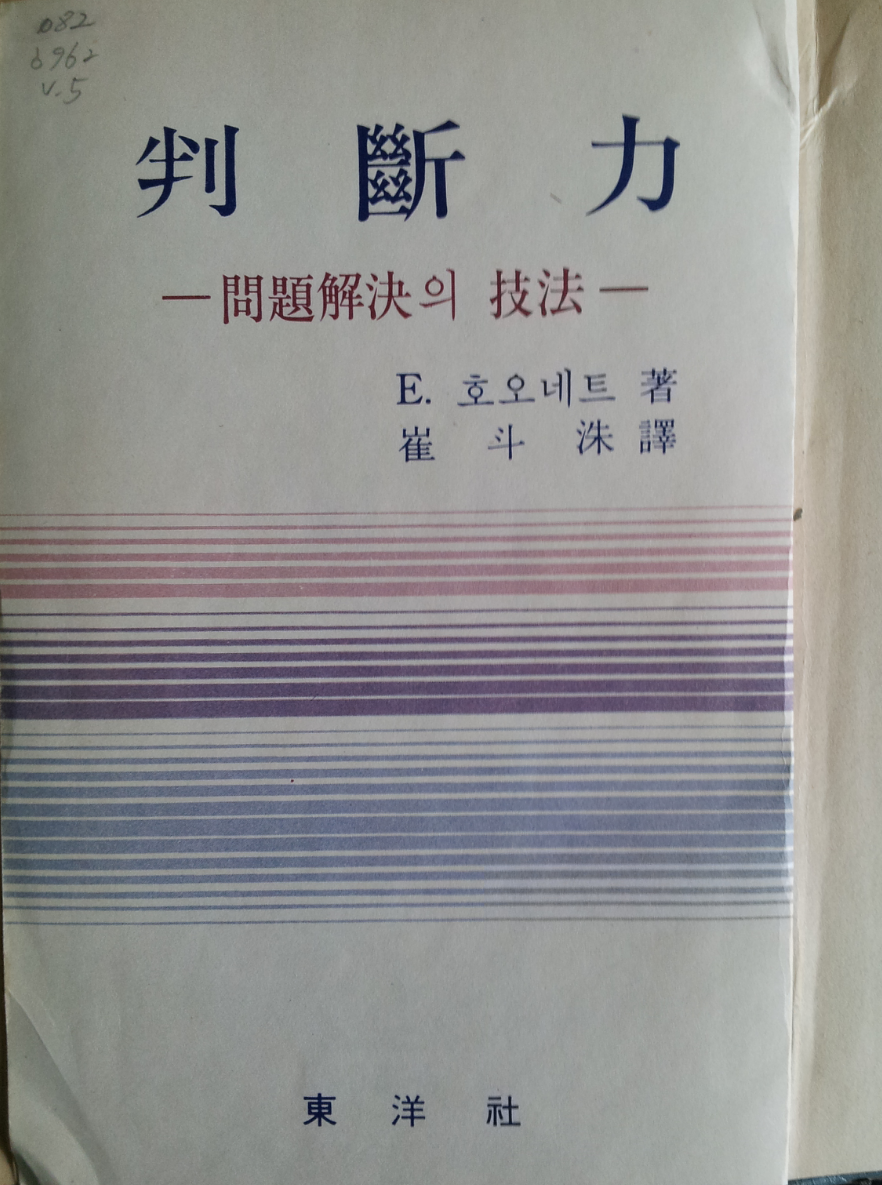 082
ㅎ962
v.5
判 斷 力
—問題解決의 技法—
E. 호오네트 著
崔 斗 洙 譯
東 洋 社